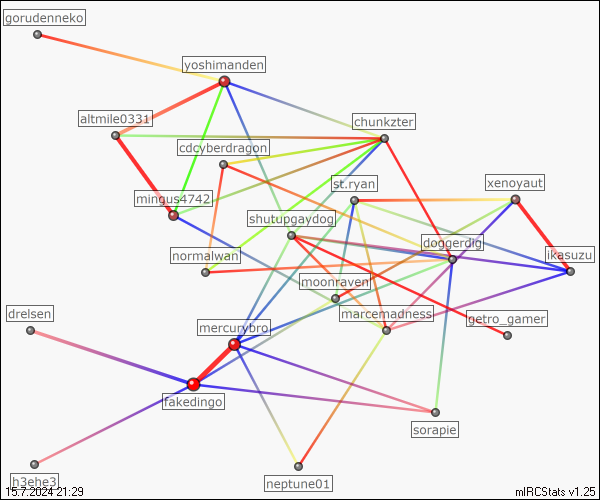 gorudenneko
yoshimanden
altmile0331
chunkzter
cdcyberdragon
st.ryan
xenoyaut
mingus4742
shutupgaydog
doggerdig
ikasuzu
normalwan
moonraven
drelsen
mercurybro
marcemadness
getro_gamer
fakedingo
sorapie
h3ehe3
neptune01
15.7.2024 21:29
mIRCStats v1.25